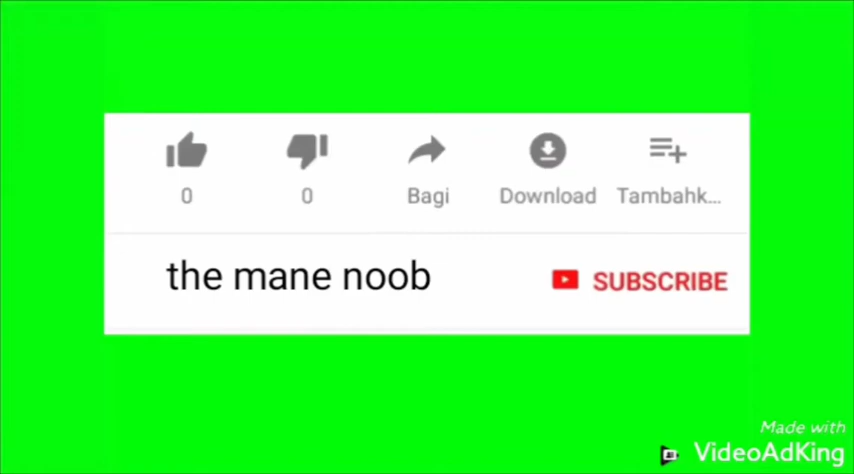 0 0 Bagi Download Tambahk...
the mane noob SUBSCRIBE
Made with
VideoAdKing